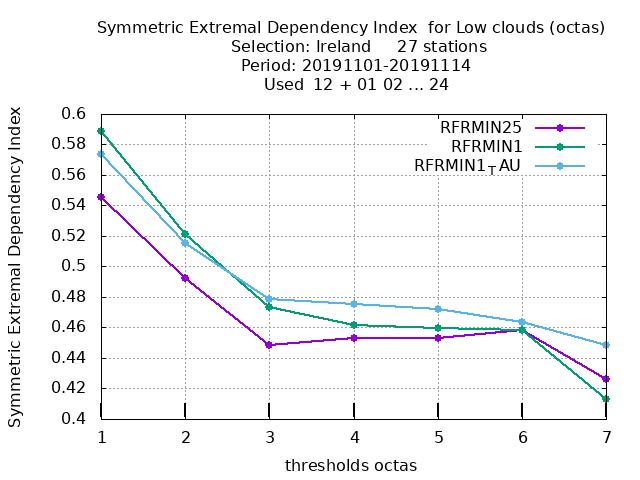 Symmetric Extremal Dependency Index  for Low clouds (octas)
Selection: Ireland     27 stations
Period: 20191101-20191114
Used  12 + 01 02 ... 24
Symmetric Extremal Dependency Index
0.6
0.58
0.56
0.54
0.52
0.5
0.48
0.46
0.44
0.42
0.4
RFRMIN25
RFRMIN1
RFRMIN1TAU
1 2 3 4 5 6 7
thresholds octas